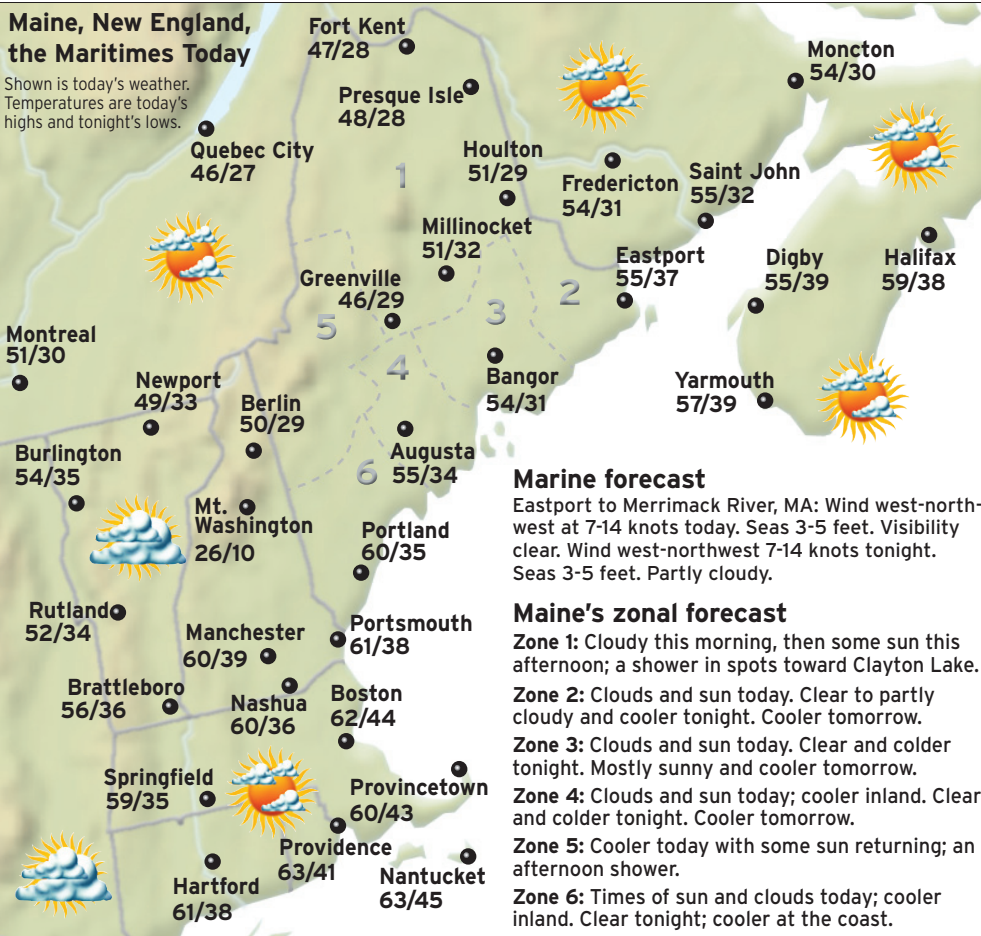 Maine, New England,
the Maritimes Today
Shown is today's weather.
Temperatures are today's
highs and tonight's lows.
Fort Kent
47/28
Moncton
54/30
Presque Isle
48/28
Quebec City
46/27
Houlton
51/29
Fredericton
54/31
Saint John
55/32
1
Millinocket
51/32
Eastport
55/37
Digby
55/39
Halifax
59/38
Greenville
46/29
2
3
5
4
Montreal
51/30
Newport
49/33
Berlin
50/29
Bangor
54/31
Yarmouth
57/39
Burlington
54/35
Augusta
55/34
6
Mt.
Washington
26/10
Portland
60/35
Rutland
52/34
Manchester
60/39
Portsmouth
61/38
Brattleboro
56/36
Nashua
60/36
Boston
62/44
Springfield
59/35
Provincetown
60/43
Providence
63/41
Nantucket
63/45
Hartford
61/38
Marine forecast
Eastport to Merrimack River, MA: Wind west-north-
west at 7-14 knots today. Seas 3-5 feet. Visibility
clear. Wind west-northwest 7-14 knots tonight.
Seas 3-5 feet. Partly cloudy.
Maine's zonal forecast
Zone 1: Cloudy this morning, then some sun this
afternoon; a shower in spots toward Clayton Lake.
Zone 2: Clouds and sun today. Clear to partly
cloudy and cooler tonight. Cooler tomorrow.
Zone 3: Clouds and sun today. Clear and colder
tonight. Mostly sunny and cooler tomorrow.
Zone 4: Clouds and sun today; cooler inland. Clear
and colder tonight. Cooler tomorrow.
Zone 5: Cooler today with some sun returning; an
afternoon shower.
Zone 6: Times of sun and clouds today; cooler
inland. Clear tonight; cooler at the coast.